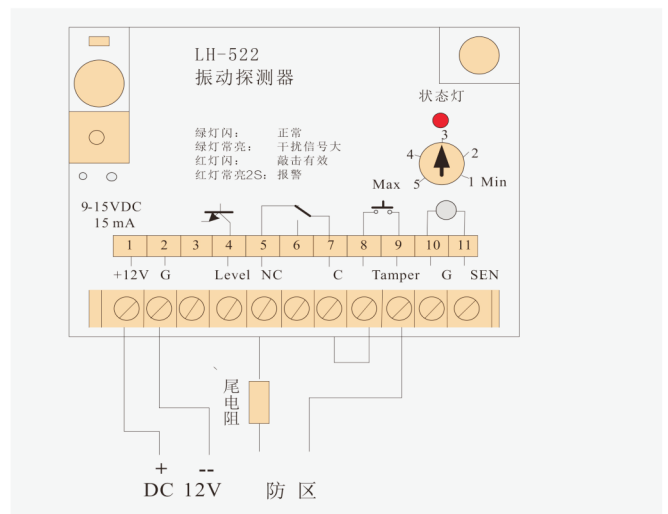 LH-522
振动探测器
状态灯
绿灯闪： 正常
绿灯常亮： 干扰信号大
红灯闪： 敲击有效
红灯常亮2S： 报警
3
4 2
5 1 Min
Max
9-15VDC
15 mA
1 2 3 4 5 6 7 8 9 10 11
+12V G Level NC C Tamper G SEN
尾电阻
+ --
DC 12V 防 区